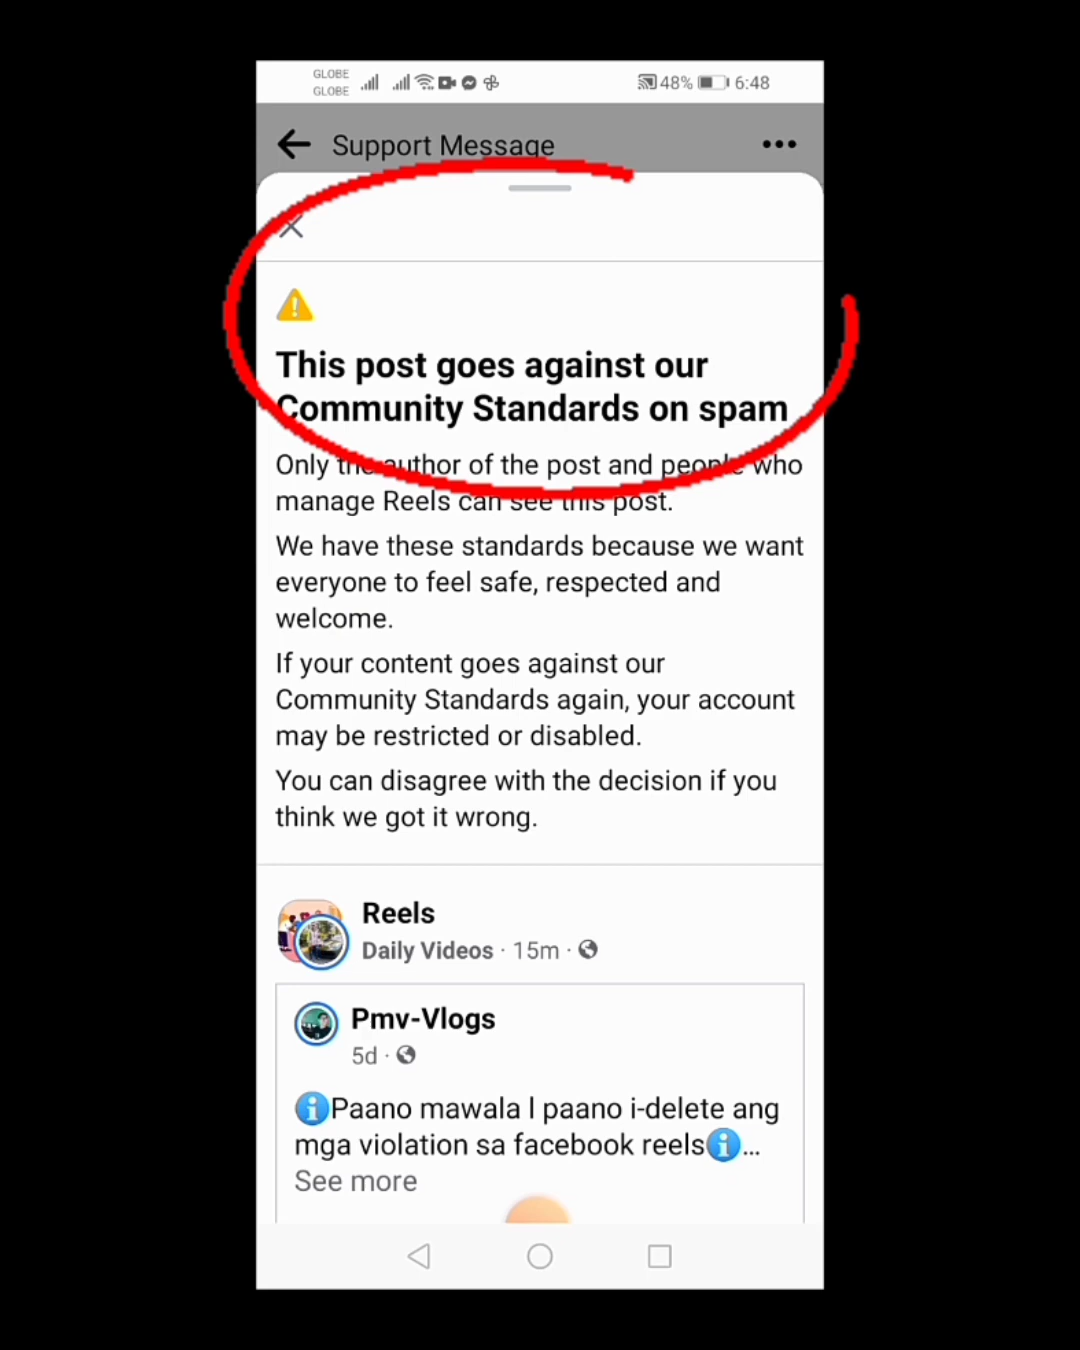 GLOBE
GLOBE
48% 6:48
Support Message
This post goes against our
Community Standards on spam
Only the author of the post and people who
manage Reels can see this post.
We have these standards because we want
everyone to feel safe, respected and
welcome.
If your content goes against our
Community Standards again, your account
may be restricted or disabled.
You can disagree with the decision if you
think we got it wrong.
Reels
Daily Videos · 15m ·
Pmv-Vlogs
5d ·
ℹ️Paano mawala l paano i-delete ang
mga violation sa facebook reelsℹ️...
See more